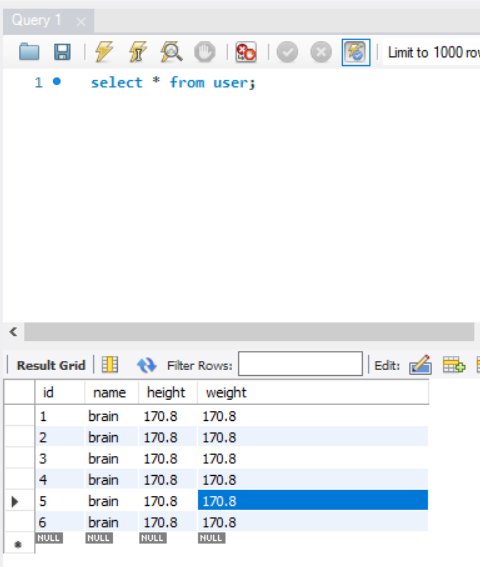 Query 1
Limit to 1000 rov
1 select * from user;
Result Grid Filter Rows: Edit:
id name height weight
1 brain 170.8 170.8
2 brain 170.8 170.8
3 brain 170.8 170.8
4 brain 170.8 170.8
5 brain 170.8 170.8
6 brain 170.8 170.8
NULL NULL NULL NULL